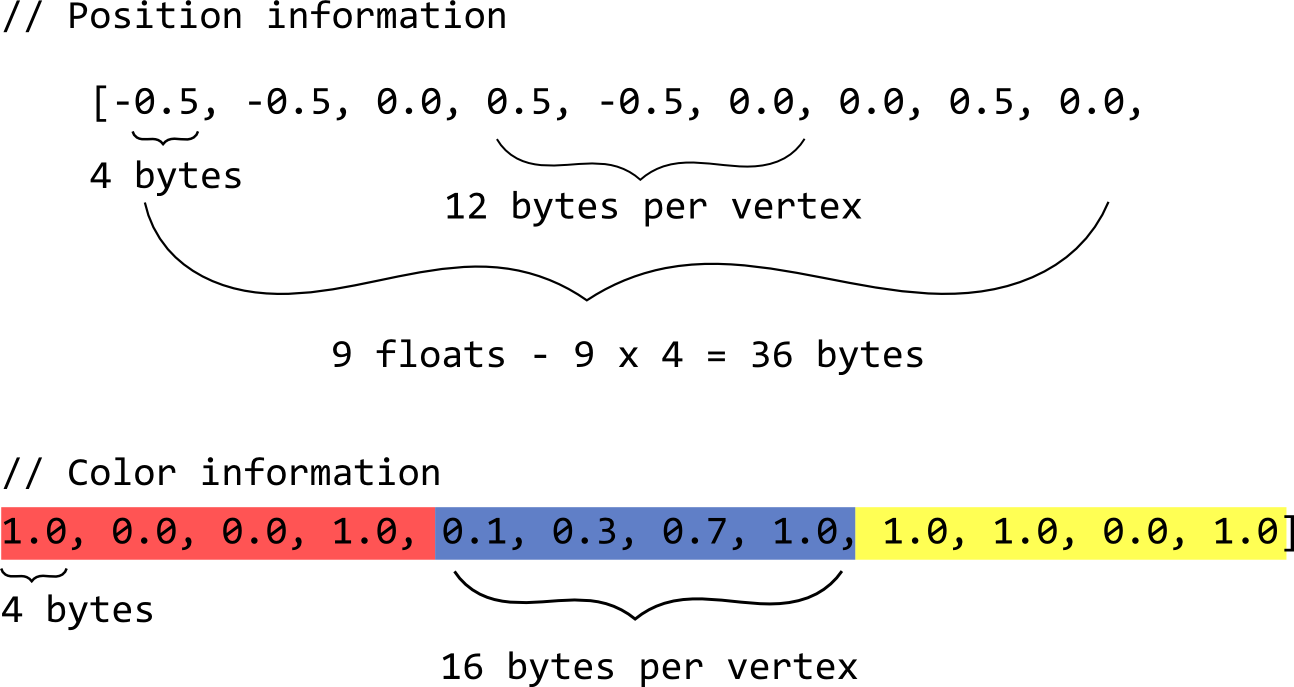 // Position information
[-0.5, -0.5, 0.0, 0.5, -0.5, 0.0, 0.0, 0.5, 0.0,
4 bytes
12 bytes per vertex
9 floats - 9 x 4 = 36 bytes
// Color information
1.0, 0.0, 0.0, 1.0, 0.1, 0.3, 0.7, 1.0, 1.0, 1.0, 0.0, 1.0]
4 bytes
16 bytes per vertex